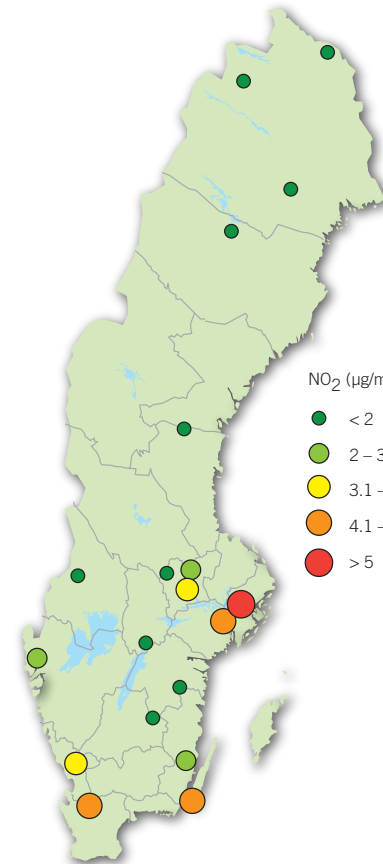 NO2 (µg/m
< 2
2 – 3
3.1 –
4.1 –
> 5